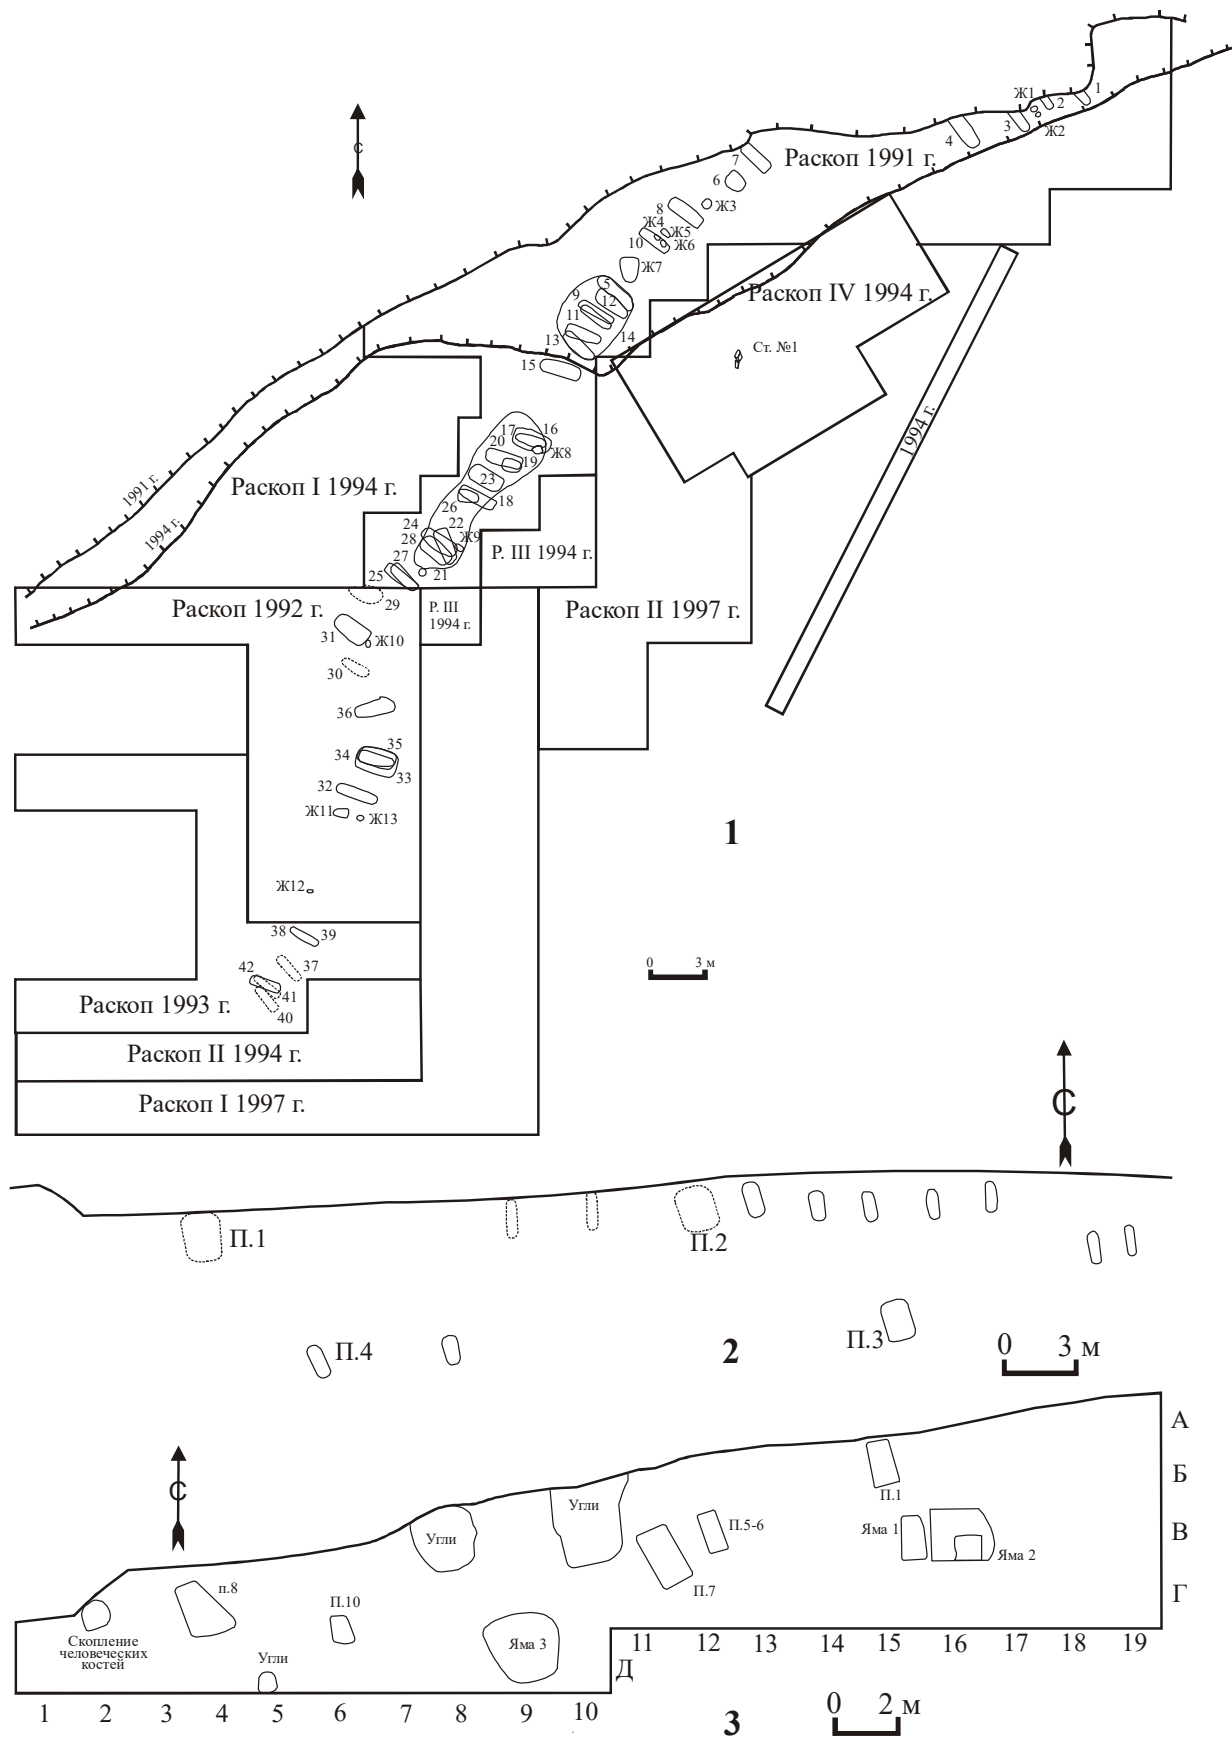 С
Ж1
2
1
3
Ж2
4
Раскоп 1991 г.
7
6
8
Ж3
Ж4
Ж5
10
Ж6
Ж7
5
9
12
11
13
14
Раскоп IV 1994 г.
Ст. №1
15
1994 г.
17
16
20
Ж8
19
23
26
18
Раскоп I 1994 г.
1991 г.
1994 г.
24
22
28
Ж9
27
25
21
Р. III 1994 г.
Раскоп 1992 г.
29
Р. III
1994 г.
Раскоп II 1997 г.
31
Ж10
30
36
34
35
33
32
Ж11
Ж13
Ж12
1
38
39
42
37
41
40
0 3 м
Раскоп 1993 г.
Раскоп II 1994 г.
Раскоп I 1997 г.
С
П.1
П.2
П.4
П.3
2
0 3 м
С
А
Б
В
Г
Д
П.1
Угли
Угли
П.5-6
Яма 1
Яма 2
П.7
п.8
П.10
Скопление
человеческих
костей
Угли
Яма 3
11 12 13 14 15 16 17 18 19
1 2 3 4 5 6 7 8 9 10
3
0 2 м